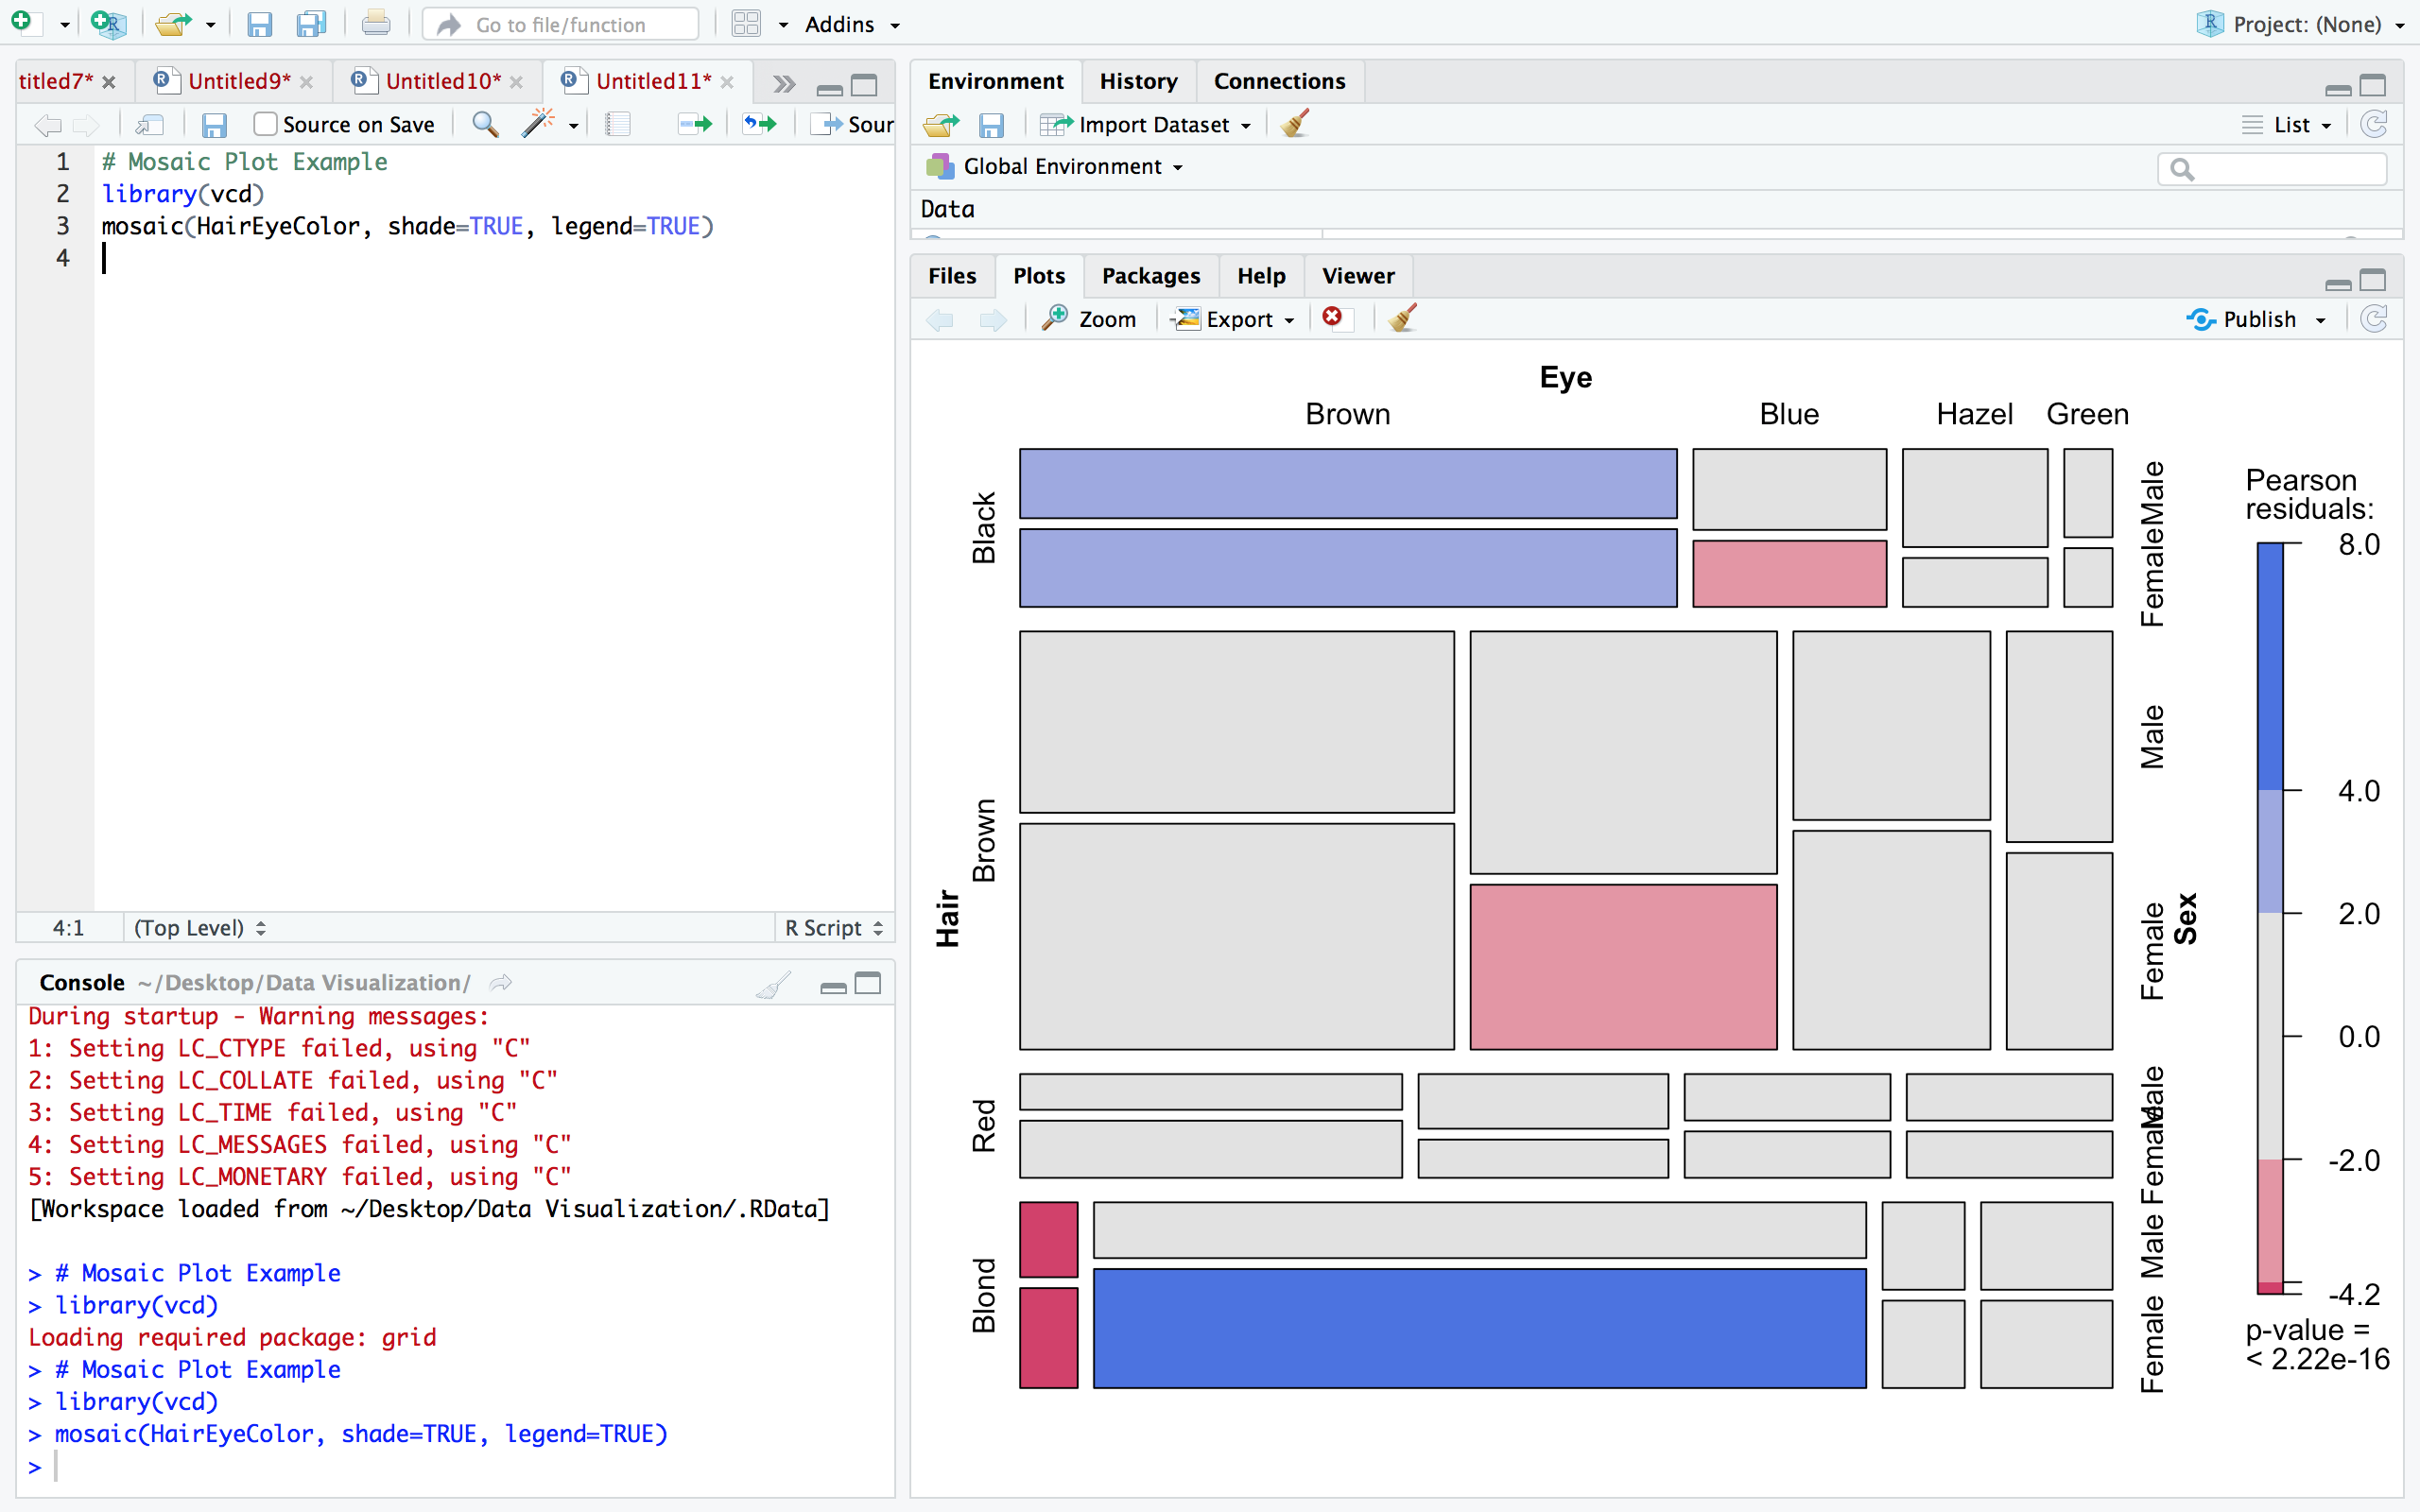 Go to file/function
Addins
Project: (None)
titled7*
Untitled9*
Untitled10*
Untitled11*
Source on Save
Sour
1 # Mosaic Plot Example
2 library(vcd)
3 mosaic(HairEyeColor, shade=TRUE, legend=TRUE)
4
4:1 (Top Level) R Script
Console ~/Desktop/Data Visualization/
During startup - Warning messages:
1: Setting LC_CTYPE failed, using "C"
2: Setting LC_COLLATE failed, using "C"
3: Setting LC_TIME failed, using "C"
4: Setting LC_MESSAGES failed, using "C"
5: Setting LC_MONETARY failed, using "C"
[Workspace loaded from ~/Desktop/Data Visualization/.RData]
> # Mosaic Plot Example
> library(vcd)
Loading required package: grid
> # Mosaic Plot Example
> library(vcd)
> mosaic(HairEyeColor, shade=TRUE, legend=TRUE)
>
Environment History Connections
Import Dataset
List
Global Environment
Data
Files Plots Packages Help Viewer
Zoom Export
Publish
Eye
Brown Blue Hazel Green
Hair
Black
Brown
Red
Blond
Male
Female
Male
Female
Male
Female
Male
Female
Sex
Pearson
residuals:
8.0
4.0
2.0
0.0
-2.0
-4.2
p-value =
< 2.22e-16